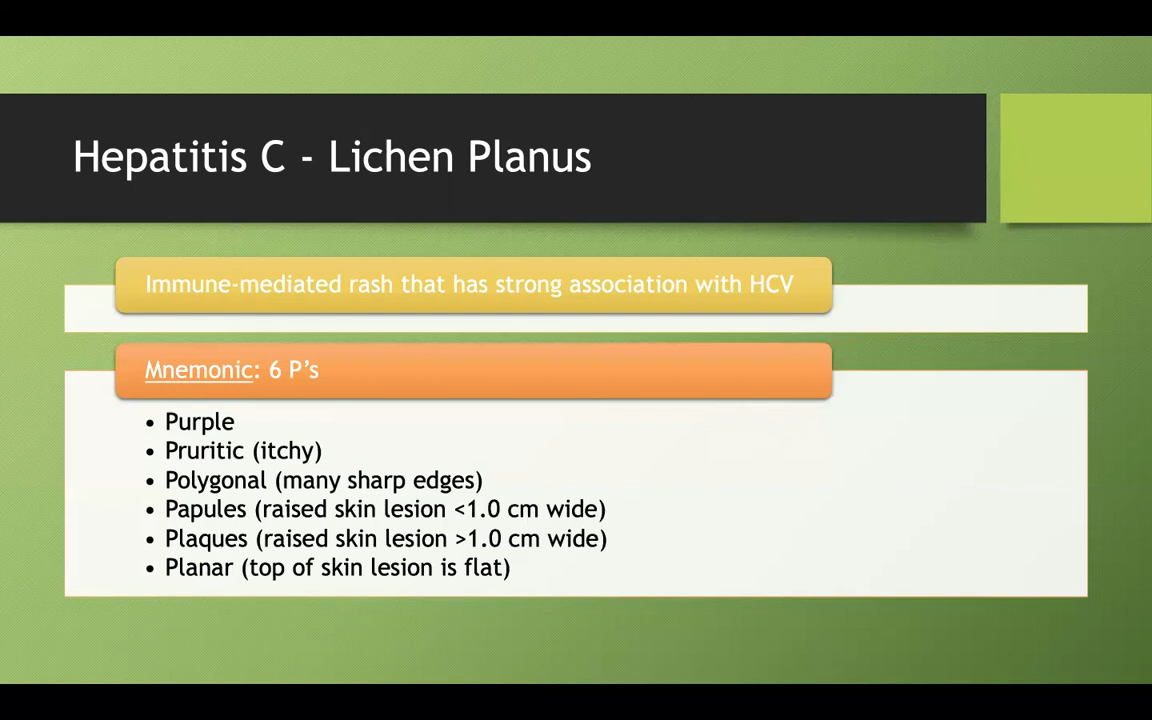 Hepatitis C - Lichen Planus
Immune-mediated rash that has strong association with HCV
Mnemonic: 6 P’s
• Purple
• Pruritic (itchy)
• Polygonal (many sharp edges)
• Papules (raised skin lesion <1.0 cm wide)
• Plaques (raised skin lesion >1.0 cm wide)
• Planar (top of skin lesion is flat)